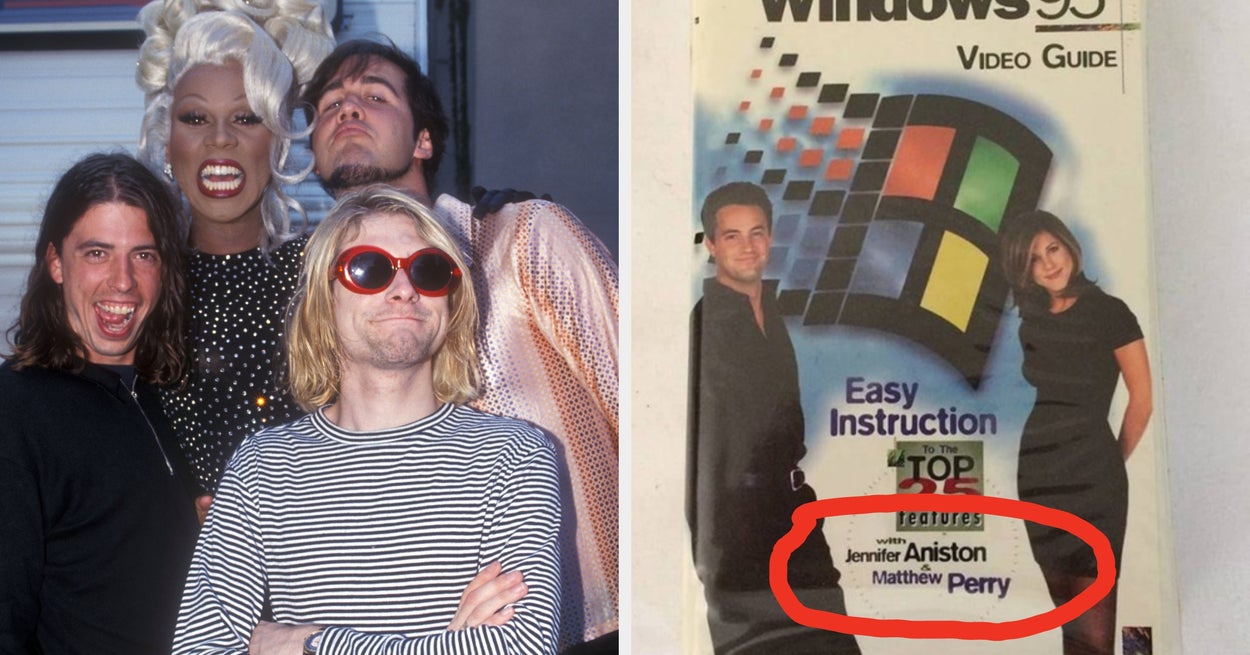 Windows 95
VIDEO GUIDE
Easy
Instruction
To The
TOP
25
features
with
Jennifer Aniston
&
Matthew Perry